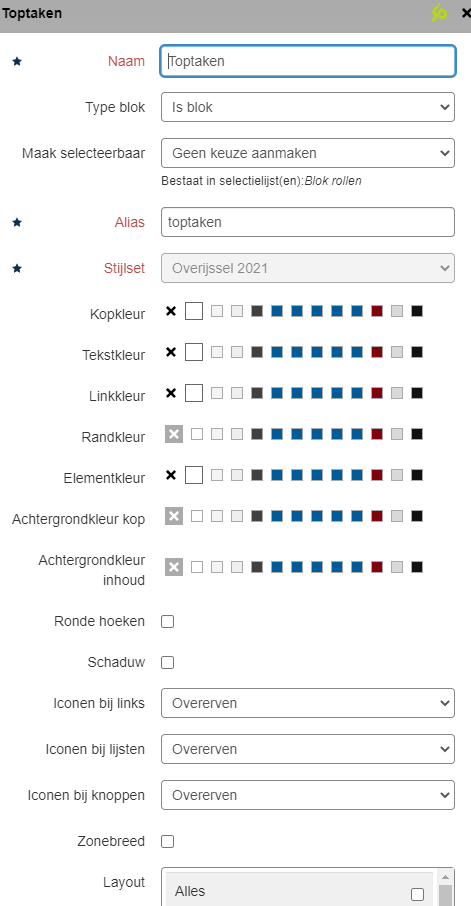 Toptaken
Naam Toptaken
Type blok Is blok
Maak selecteerbaar Geen keuze aanmaken
Bestaat in selectielijst(en):Blok rollen
Alias toptaken
Stijlset Overijssel 2021
Kopkleur
Tekstkleur
Linkkleur
Randkleur
Elementkleur
Achtergrondkleur kop
Achtergrondkleur
inhoud
Ronde hoeken
Schaduw
Iconen bij links Overerven
Iconen bij lijsten Overerven
Iconen bij knoppen Overerven
Zonebreed
Layout Alles